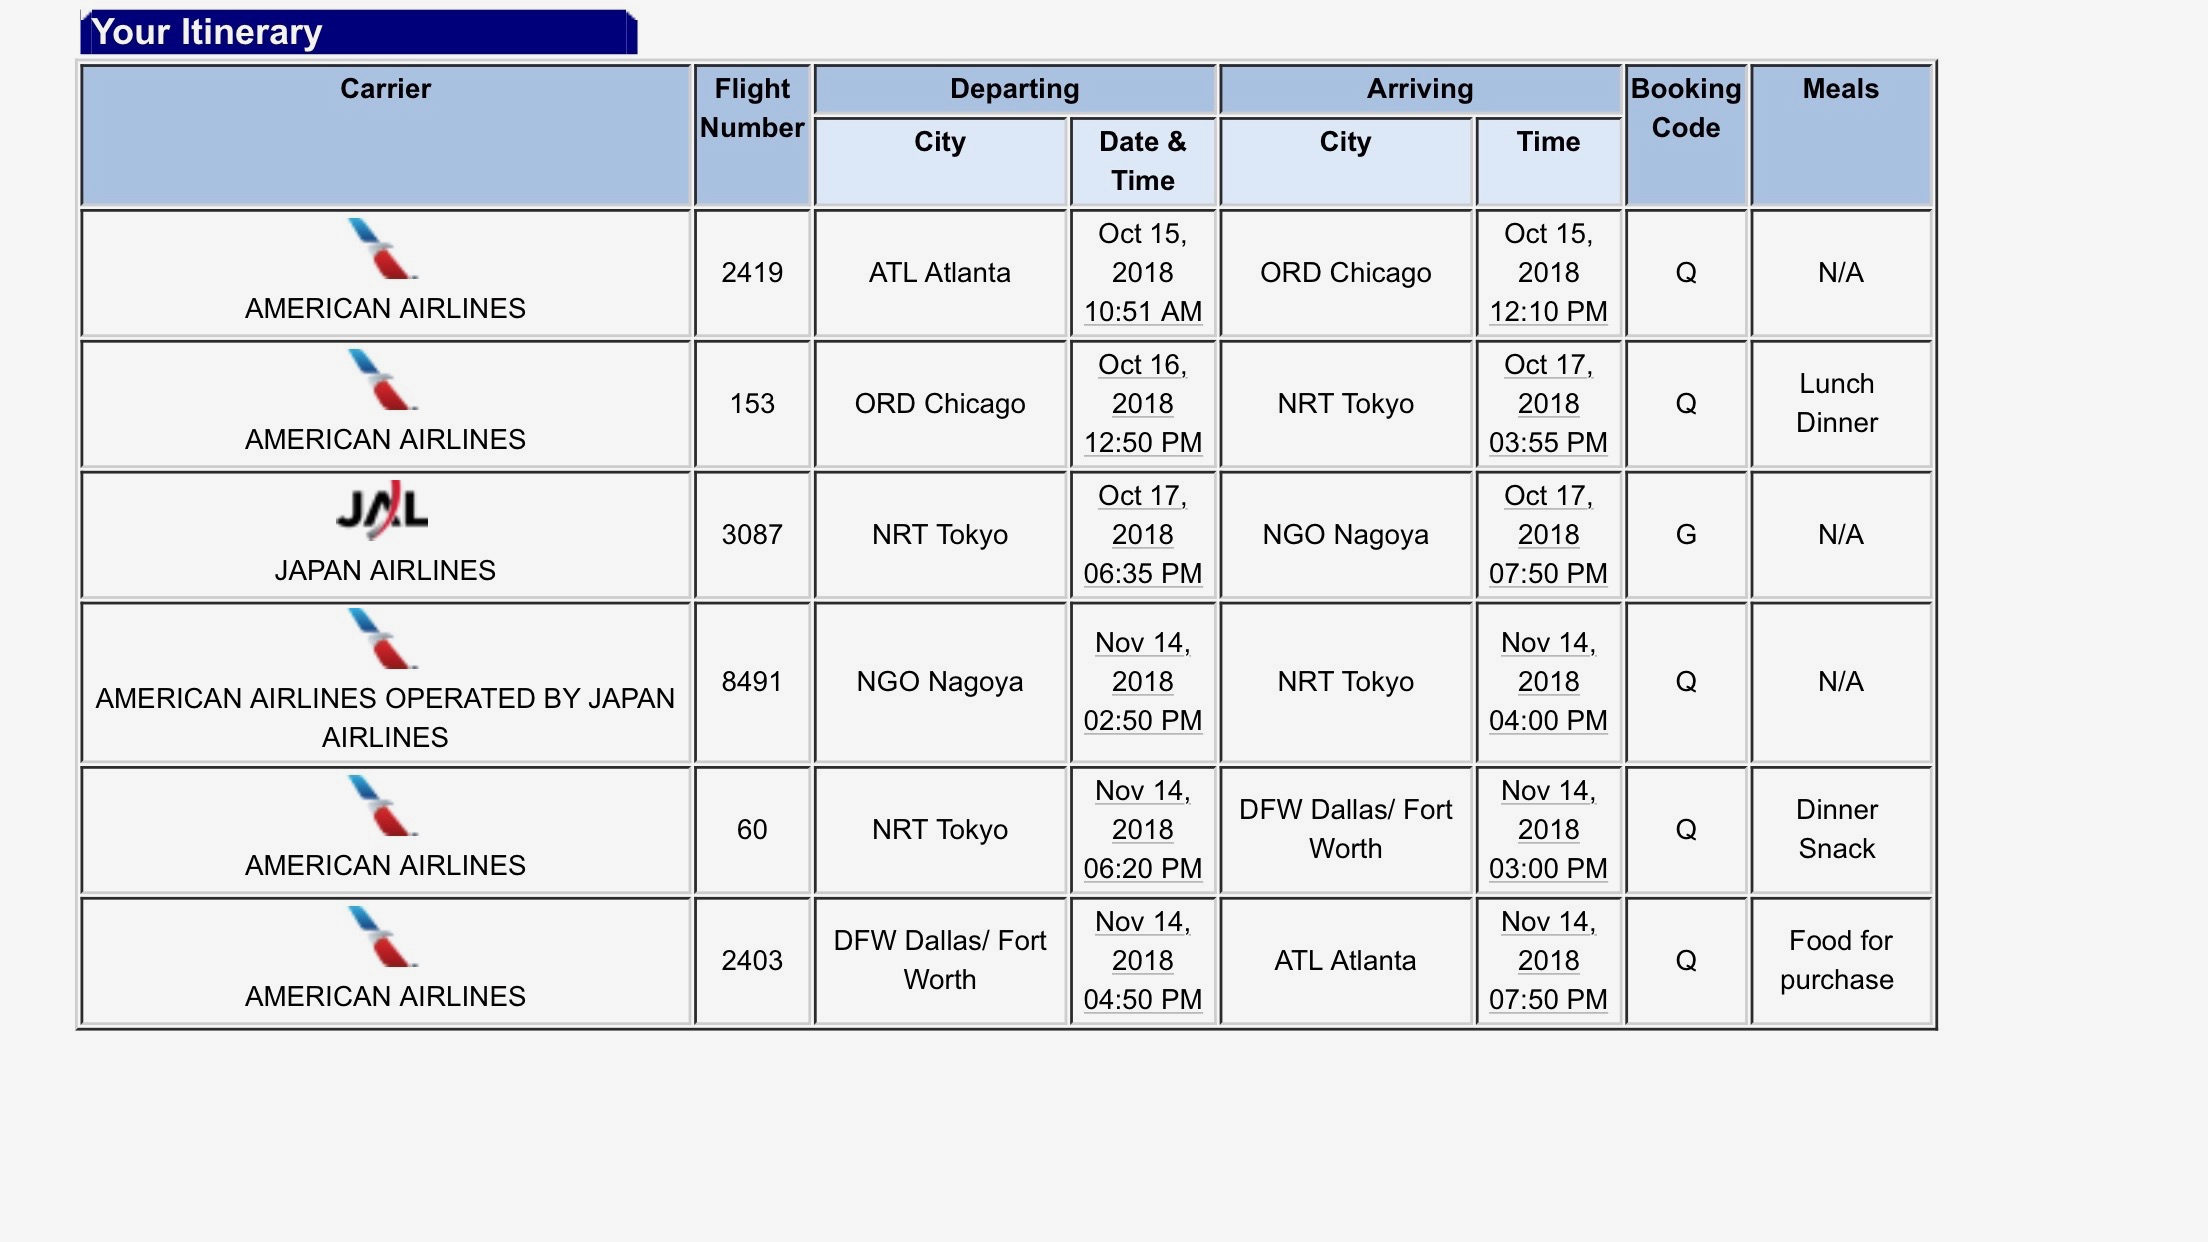 Your Itinerary
Carrier
Flight
Number
Departing
Arriving
Booking
Code
Meals
City
Date &
Time
City
Time
AMERICAN AIRLINES
2419
ATL Atlanta
Oct 15,
2018
10:51 AM
ORD Chicago
Oct 15,
2018
12:10 PM
Q
N/A
AMERICAN AIRLINES
153
ORD Chicago
Oct 16,
2018
12:50 PM
NRT Tokyo
Oct 17,
2018
03:55 PM
Q
Lunch
Dinner
JAL
JAPAN AIRLINES
3087
NRT Tokyo
Oct 17,
2018
06:35 PM
NGO Nagoya
Oct 17,
2018
07:50 PM
G
N/A
AMERICAN AIRLINES OPERATED BY JAPAN
AIRLINES
8491
NGO Nagoya
Nov 14,
2018
02:50 PM
NRT Tokyo
Nov 14,
2018
04:00 PM
Q
N/A
AMERICAN AIRLINES
60
NRT Tokyo
Nov 14,
2018
06:20 PM
DFW Dallas/ Fort
Worth
Nov 14,
2018
03:00 PM
Q
Dinner
Snack
AMERICAN AIRLINES
2403
DFW Dallas/ Fort
Worth
Nov 14,
2018
04:50 PM
ATL Atlanta
Nov 14,
2018
07:50 PM
Q
Food for
purchase